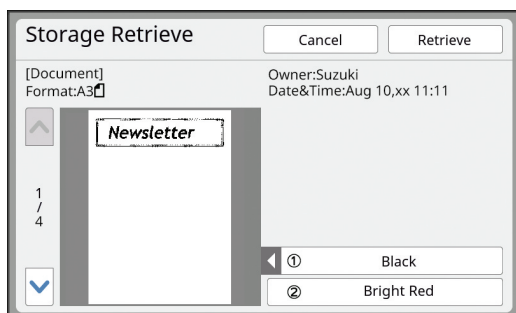 Storage Retrieve
Cancel
Retrieve
[Document]
Format:A3
Owner:Suzuki
Date&Time:Aug 10,xx 11:11
Newsletter
1
/
4
① Black
② Bright Red